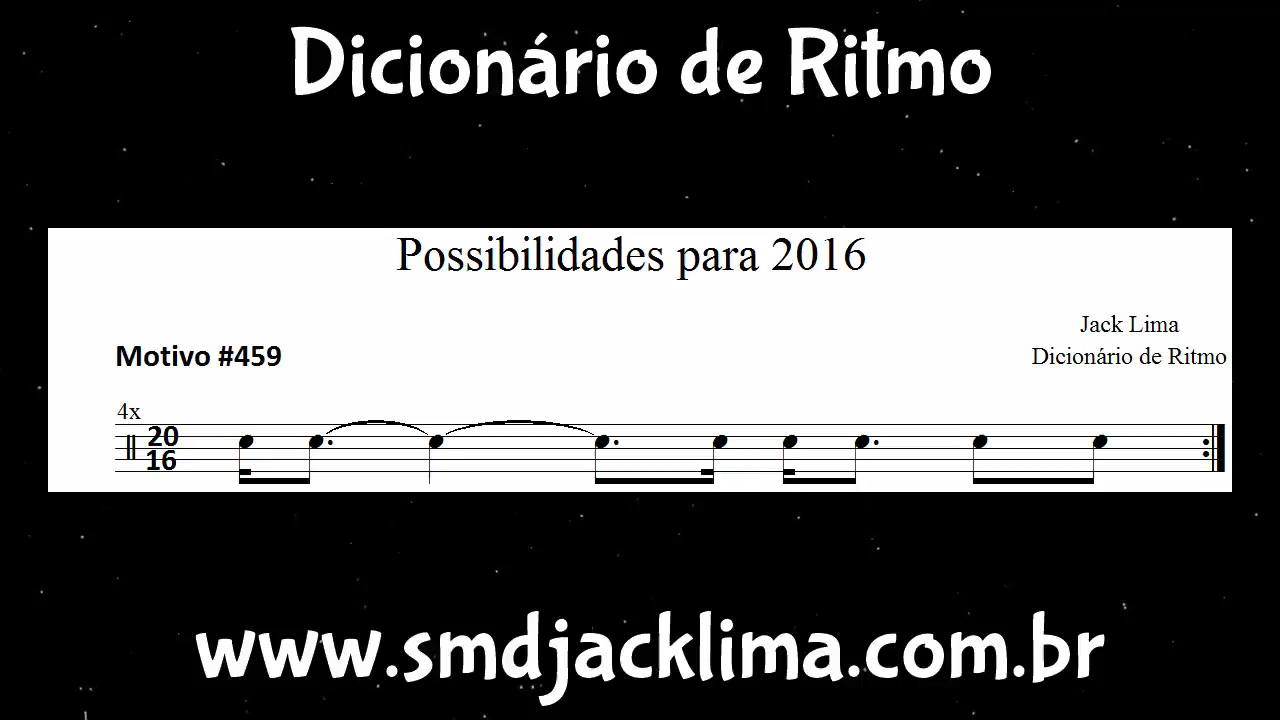 Dicionário de Ritmo
Possibilidades para 2016
Jack Lima
Motivo #459
Dicionário de Ritmo
4x
20
16
www.smdjacklima.com.br